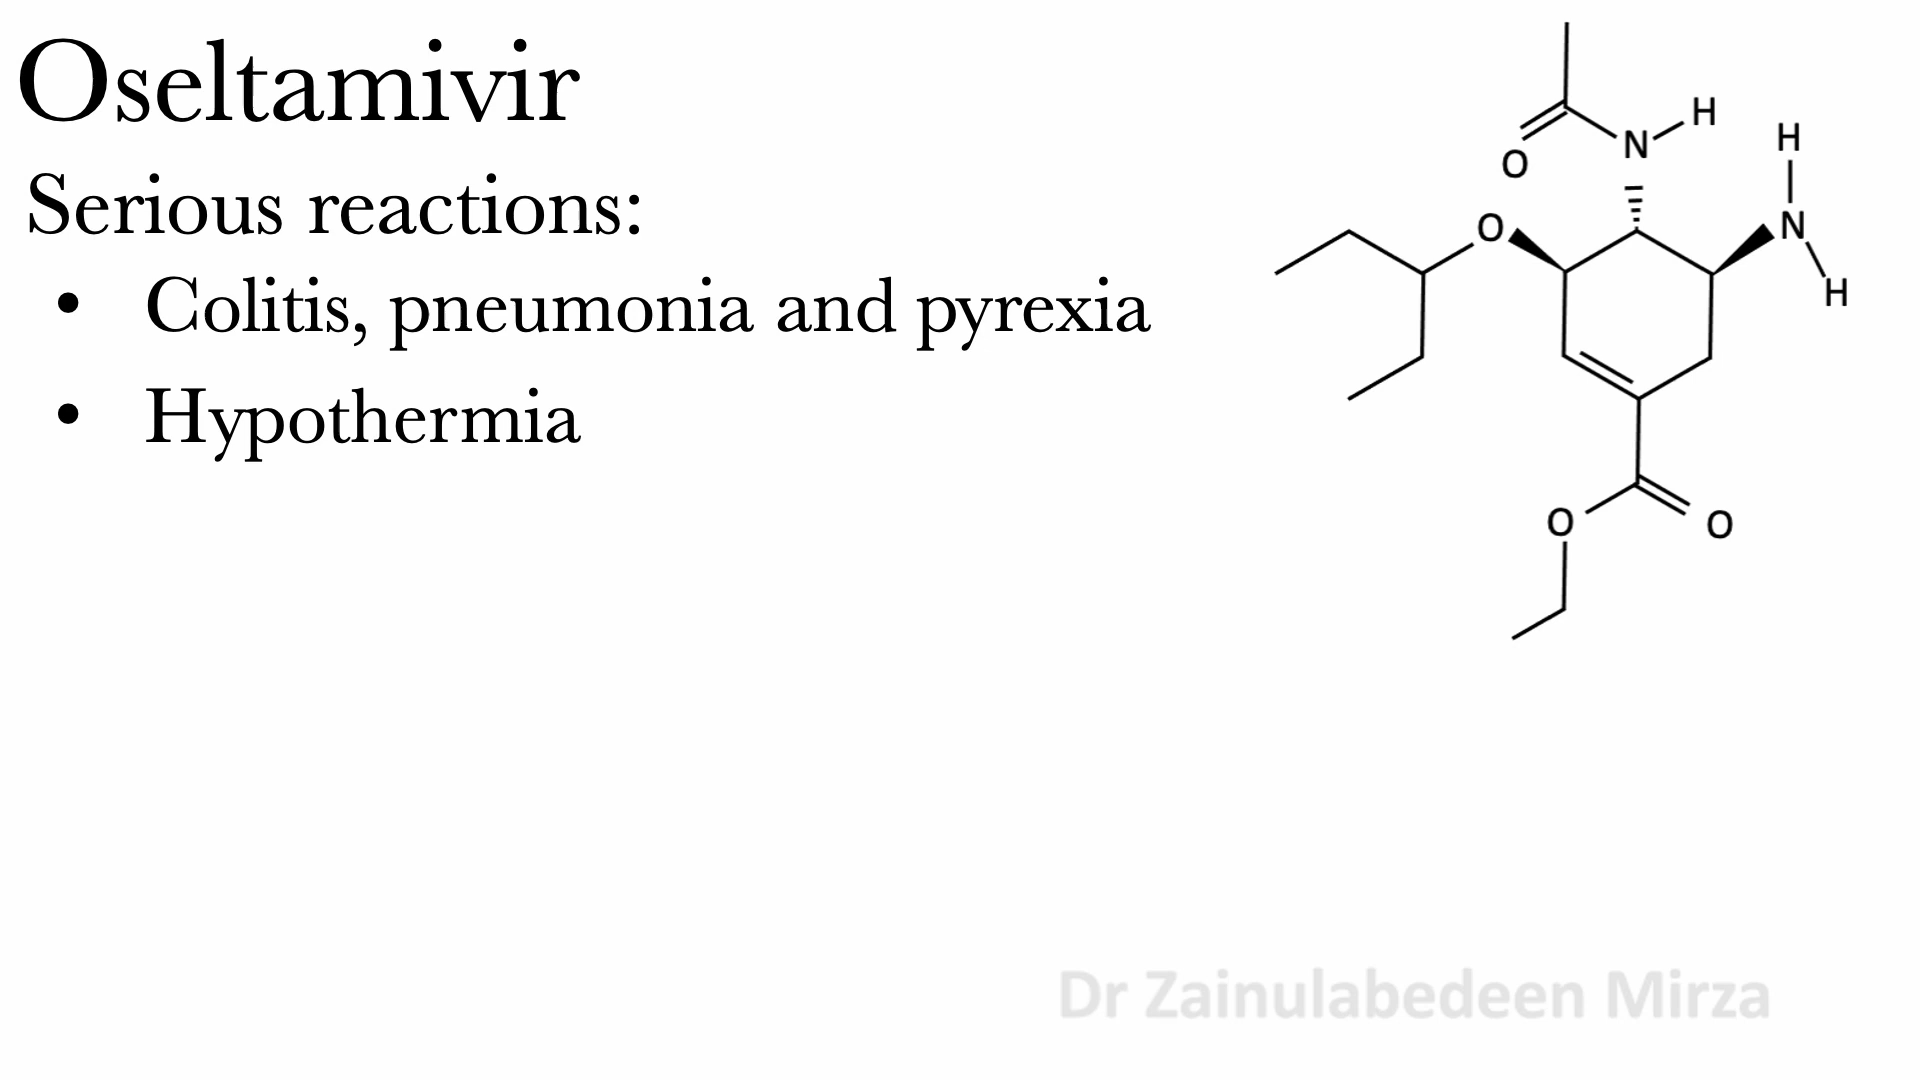 Oseltamivir
Serious reactions:
• Colitis, pneumonia and pyrexia
• Hypothermia
O
N
H
H
O
N
H
O
O
Dr Zainulabedeen Mirza